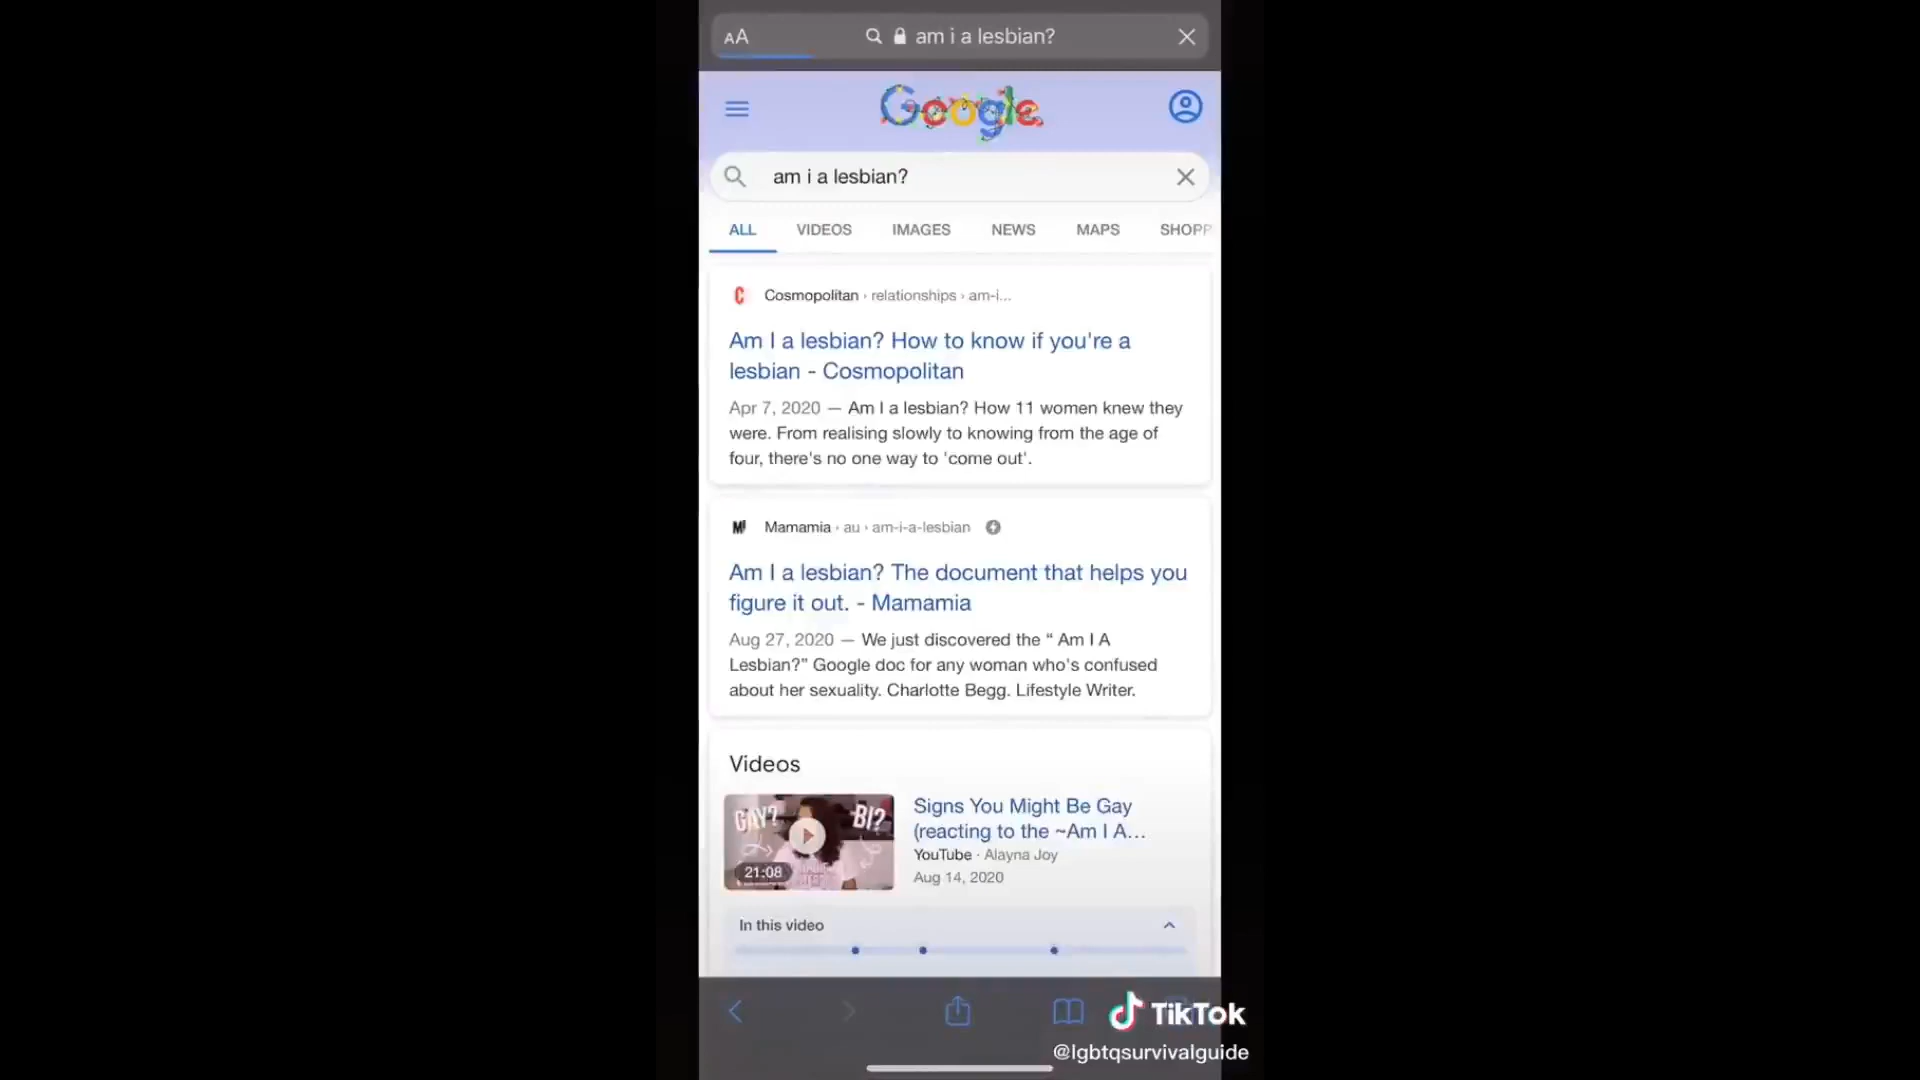 AA am i a lesbian?
Google
am i a lesbian?
ALL VIDEOS IMAGES NEWS MAPS SHOPP
Cosmopolitan › relationships › am-i...
Am I a lesbian? How to know if you're a
lesbian - Cosmopolitan
Apr 7, 2020 — Am I a lesbian? How 11 women knew they
were. From realising slowly to knowing from the age of
four, there's no one way to 'come out'.
Mamamia › au › am-i-a-lesbian
Am I a lesbian? The document that helps you
figure it out. - Mamamia
Aug 27, 2020 — We just discovered the “ Am I A
Lesbian?” Google doc for any woman who's confused
about her sexuality. Charlotte Begg. Lifestyle Writer.
Videos
GAY? BI?
21:08
Signs You Might Be Gay
(reacting to the ~Am I A...
YouTube · Alayna Joy
Aug 14, 2020
In this video
TikTok
@lgbtqsurvivalguide